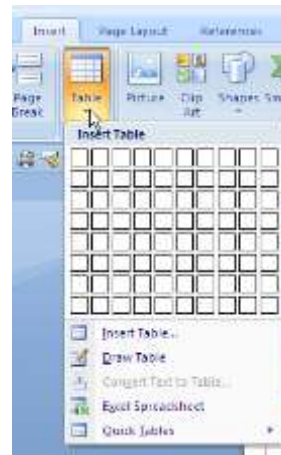 Insert Page Layout References
Page Break Table Picture Clip Art Shapes Sm
Insert Table
Insert Table...
Draw Table
Convert Text to Table...
Excel Spreadsheet
Quick Tables